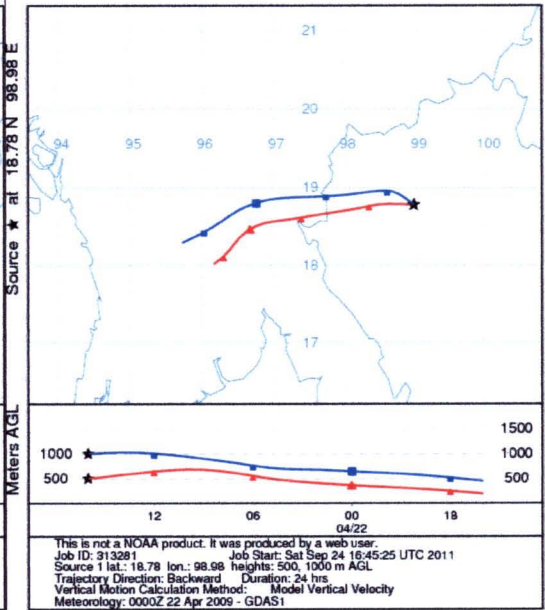 Source ★ at 18.78 N 98.98 E
21
20
94 95 96 97 98 99 100
19
18
17
Meters AGL
1500
1000 1000
500 500
12 06 00 18
04/22
This is not a NOAA product. It was produced by a web user.
Job ID: 313281 Job Start: Sat Sep 24 16:45:25 UTC 2011
Source 1 lat.: 18.78 lon.: 98.98 heights: 500, 1000 m AGL
Trajectory Direction: Backward Duration: 24 hrs
Vertical Motion Calculation Method: Model Vertical Velocity
Meteorology: 0000Z 22 Apr 2009 - GDAS1